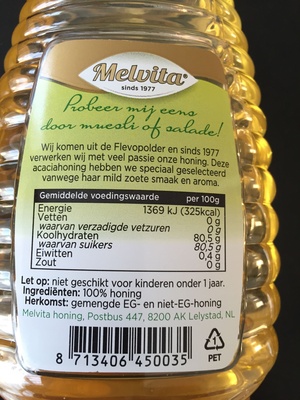 Melvita®
sinds 1977
Probeer mij eens
door muesli of salade!
Wij komen uit de Flevopolder en sinds 1977
verwerken wij met veel passie onze honing. Deze
acaciahoning hebben we speciaal geselecteerd
vanwege haar mild zoete smaak en aroma.
Gemiddelde voedingswaarde per 100g
Energie 1369 kJ (325kcal)
Vetten 0 g
waarvan verzadigde vetzuren 0 g
Koolhydraten 80,5 g
waarvan suikers 80,5 g
Eiwitten 0,4 g
Zout 0 g
Let op: niet geschikt voor kinderen onder 1 jaar.
Ingrediënten: 100% honing
Herkomst: gemengde EG- en niet-EG-honing
Melvita honing, Postbus 447, 8200 AK Lelystad, NL
8 713406 450035
1
PET